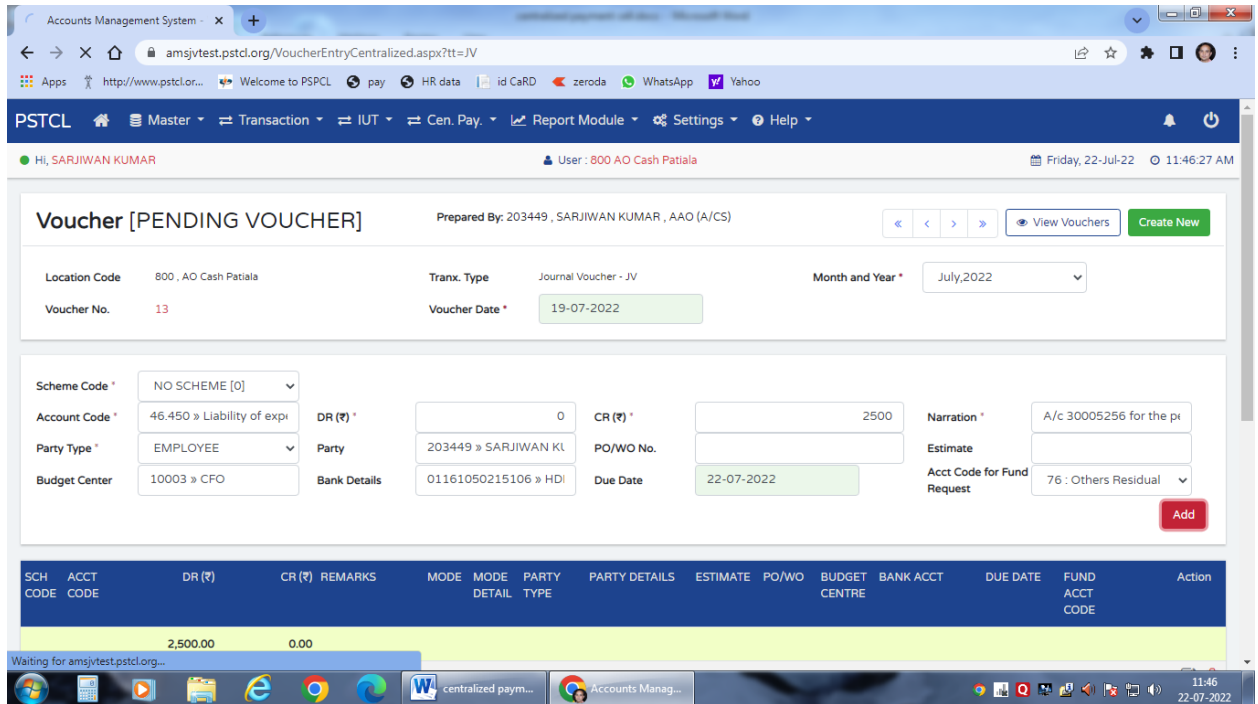 Accounts Management System -
amsjvtest.pstcl.org/VoucherEntryCentralized.aspx?tt=JV
Apps http://www.pstcl.or... Welcome to PSPCL pay HR data id CaRD zeroda WhatsApp Yahoo
PSTCL Master Transaction IUT Cen. Pay. Report Module Settings Help
Hi, SARJIWAN KUMAR User : 800 AO Cash Patiala Friday, 22-Jul-22 11:46:27 AM
Voucher [PENDING VOUCHER] Prepared By: 203449 , SARJIWAN KUMAR , AAO (A/CS) « ‹ › » View Vouchers Create New
Location Code 800 , AO Cash Patiala Tranx. Type Journal Voucher - JV Month and Year * July,2022
Voucher No. 13 Voucher Date * 19-07-2022
Scheme Code * NO SCHEME [0]
Account Code * 46.450 » Liability of expe DR (₹) * 0 CR (₹) * 2500 Narration * A/c 30005256 for the pe
Party Type * EMPLOYEE Party 203449 » SARJIWAN KU PO/WO No. Estimate
Budget Center 10003 » CFO Bank Details 01161050215106 » HDI Due Date 22-07-2022 Acct Code for Fund Request 76 : Others Residual
Add
SCH CODE ACCT CODE DR (₹) CR (₹) REMARKS MODE MODE DETAIL PARTY TYPE PARTY DETAILS ESTIMATE PO/WO BUDGET CENTRE BANK ACCT DUE DATE FUND ACCT CODE Action
2,500.00 0.00
Waiting for amsjvtest.pstcl.org...
centralized paym... Accounts Manag... 11:46
22-07-2022